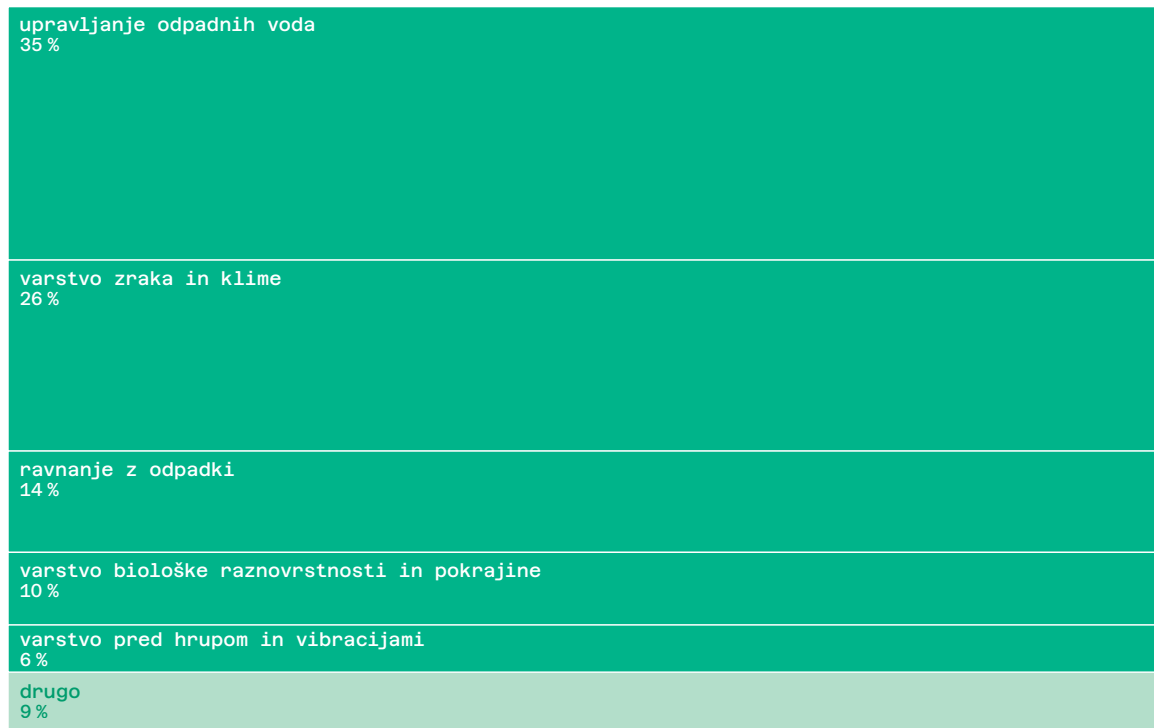 upravljanje odpadnih voda
35 %
varstvo zraka in klime
26 %
ravnanje z odpadki
14 %
varstvo biološke raznovrstnosti in pokrajine
10 %
varstvo pred hrupom in vibracijami
6 %
drugo
9 %